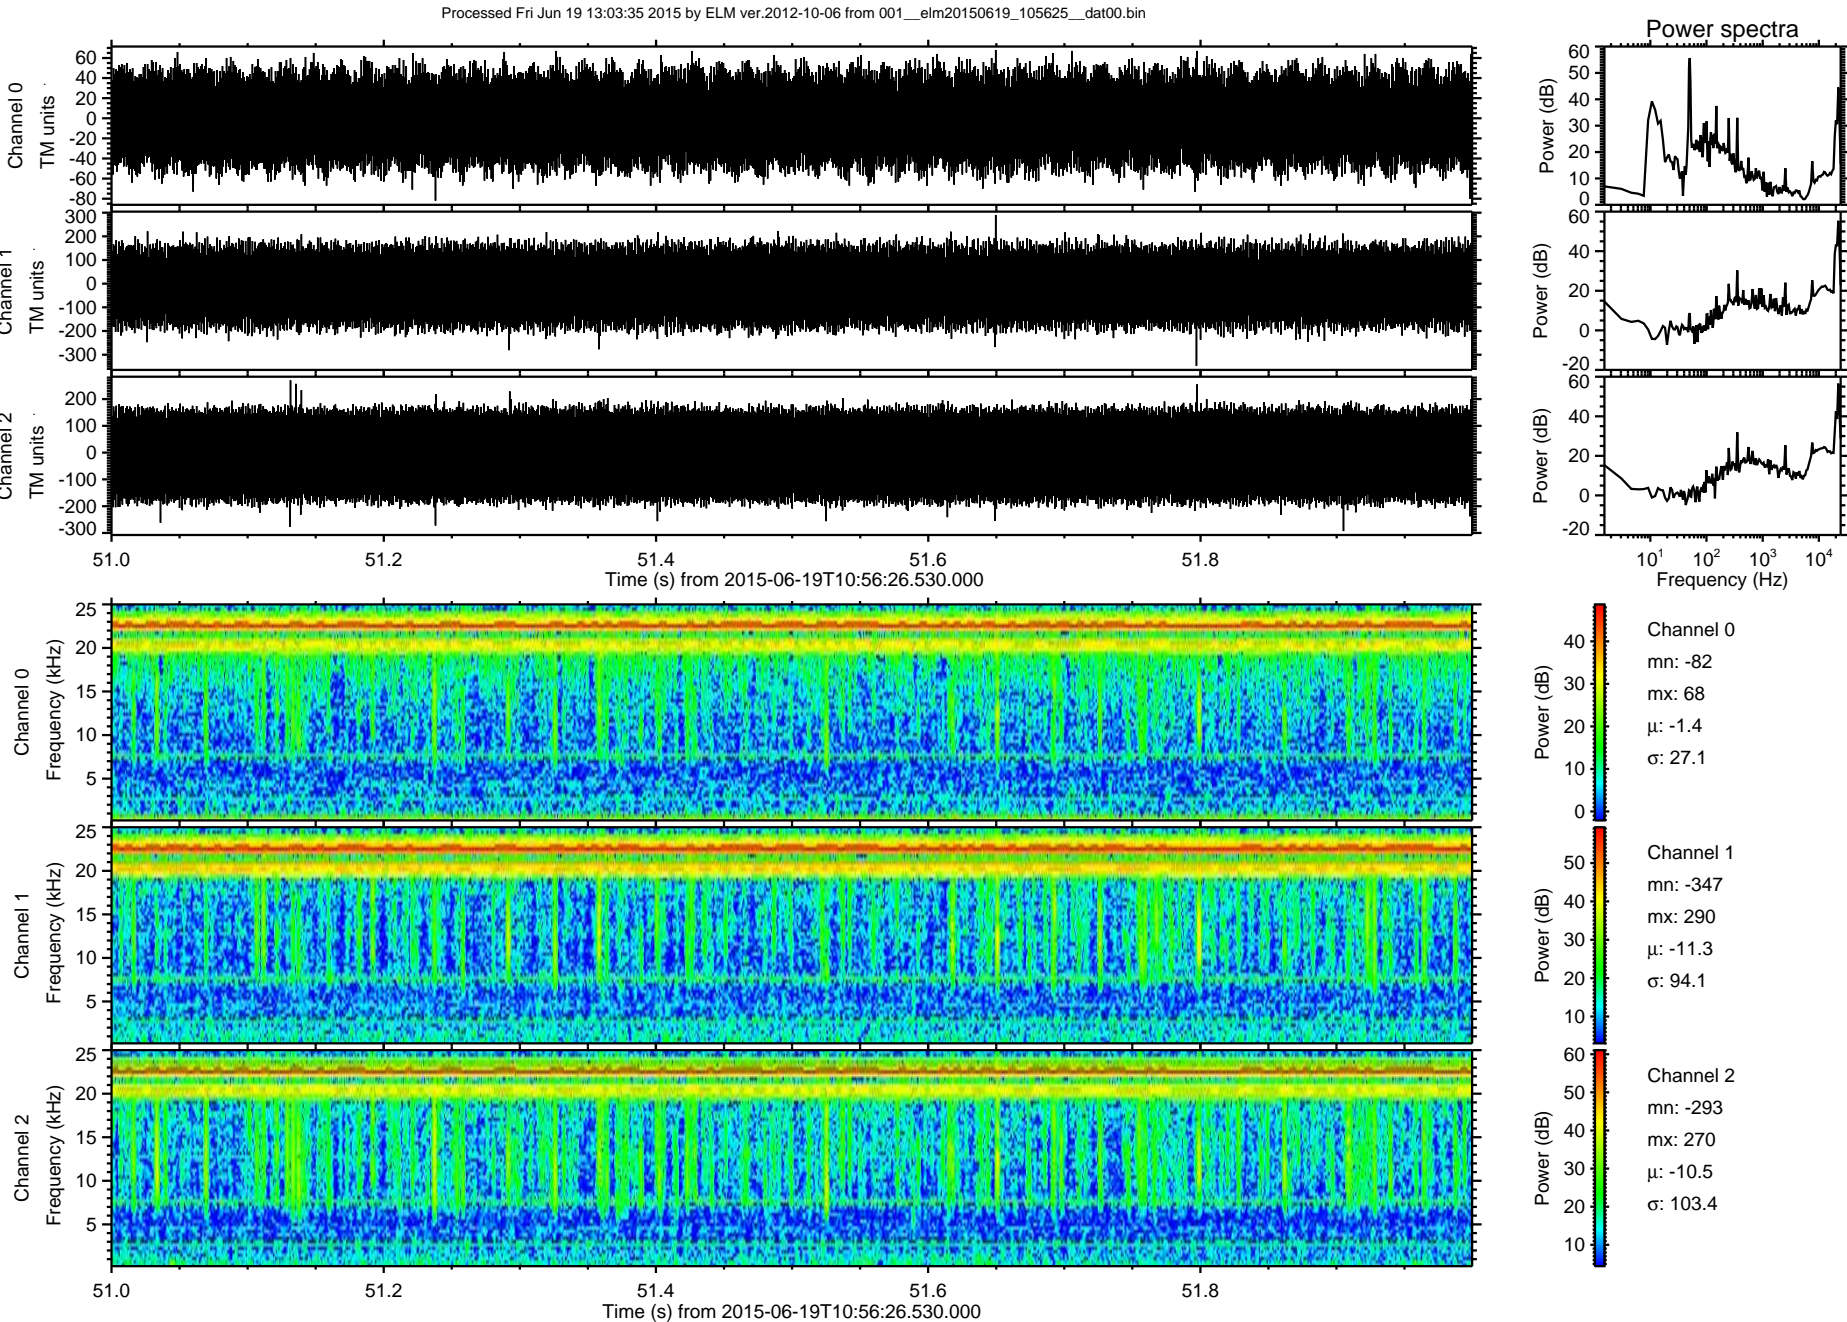 Processed Fri Jun 19 13:03:35 2015 by ELM ver.2012-10-06 from 001__elm20150619_105625__dat00.bin
Power spectra
Channel 0
TM units
60
40
20
0
-20
-40
-60
-80
Power (dB)
60
50
40
30
20
10
0
Channel 1
TM units
300
200
100
0
-100
-200
-300
Power (dB)
60
40
20
0
-20
Channel 2
TM units
200
100
0
-100
-200
-300
Power (dB)
60
40
20
0
-20
51.0 51.2 51.4 51.6 51.8
Time (s) from 2015-06-19T10:56:26.530.000
10^1 10^2 10^3 10^4
Frequency (Hz)
Channel 0
Frequency (kHz)
25
20
15
10
5
Power (dB)
40
30
20
10
0
Channel 0
mn: -82
mx: 68
μ: -1.4
σ: 27.1
Channel 1
Frequency (kHz)
25
20
15
10
5
Power (dB)
50
40
30
20
10
Channel 1
mn: -347
mx: 290
μ: -11.3
σ: 94.1
Channel 2
Frequency (kHz)
25
20
15
10
5
Power (dB)
60
50
40
30
20
10
Channel 2
mn: -293
mx: 270
μ: -10.5
σ: 103.4
51.0 51.2 51.4 51.6 51.8
Time (s) from 2015-06-19T10:56:26.530.000